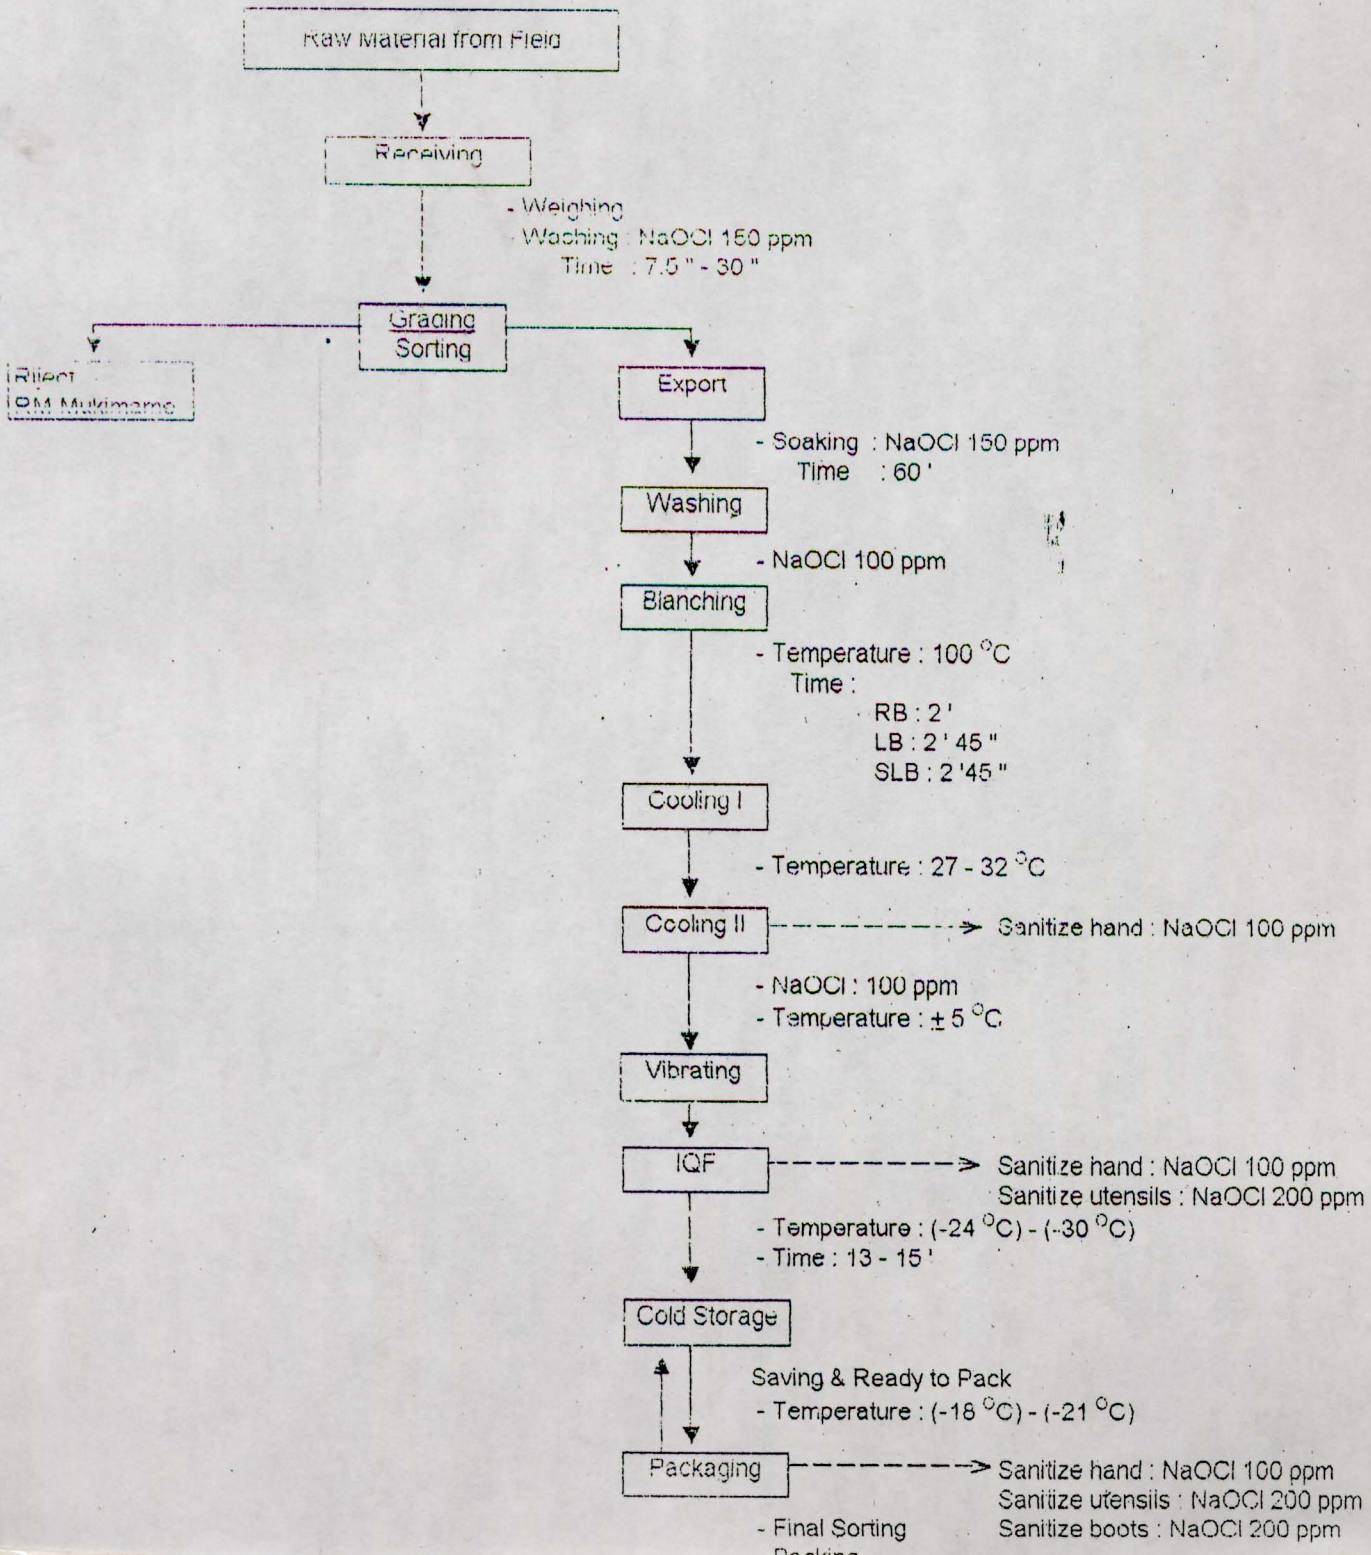 Raw Material from Field
Receiving
- Weighing
- Washing : NaOCl 150 ppm
Time : 7.5 " - 30 "
Grading
Sorting
Riject
RM Mukimame
Export
- Soaking : NaOCl 150 ppm
Time : 60 '
Washing
- NaOCl 100 ppm
Blanching
- Temperature : 100 °C
Time :
RB : 2 '
LB : 2 ' 45 "
SLB : 2 '45 "
Cooling I
- Temperature : 27 - 32 °C
Cooling II
Sanitize hand : NaOCl 100 ppm
- NaOCl : 100 ppm
- Temperature : ± 5 °C
Vibrating
IQF
Sanitize hand : NaOCl 100 ppm
Sanitize utensils : NaOCl 200 ppm
- Temperature : (-24 °C) - (-30 °C)
- Time : 13 - 15 '
Cold Storage
Saving & Ready to Pack
- Temperature : (-18 °C) - (-21 °C)
Packaging
Sanitize hand : NaOCl 100 ppm
Sanitize utensils : NaOCl 200 ppm
Sanitize boots : NaOCl 200 ppm
- Final Sorting
Packing